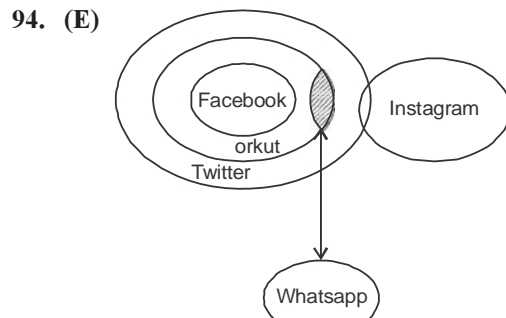 94. (E)
Facebook
Instagram
orkut
Twitter
Whatsapp